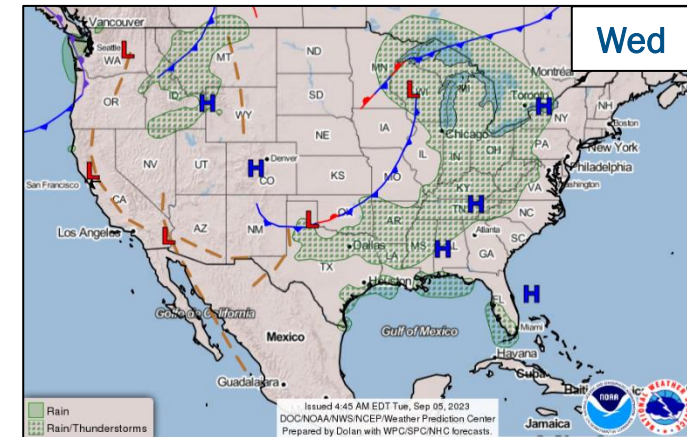 Wed
Vancouver
Seattle
L
WA
MT
ND
MN
Montréal
OR
ID
H
SD
L
WI
MI
Toronto
H
NH
WY
NY
Boston
IA
Chicago
New York
NE
PA
NV
UT
H
Denver
CO
IL
IN
OH
Philadelphia
L
KS
MO
VA
Washington
San Francisco
CA
KY
L
OK
TN
H
NC
Los Angeles
L
AZ
NM
AR
Atlanta
SC
Dallas
MS
AL
H
GA
TX
LA
Houston
FL
H
Golfo de California
Mexico
Gulf of Mexico
Miami
Havana
Cuba
Guadalajara
Jamaica
Rain
Rain/Thunderstorms
Issued 4:45 AM EDT Tue, Sep 05, 2023
DOC/NOAA/NWS/NCEP/Weather Prediction Center
Prepared by Dolan with WPC/SPC/NHC forecasts.
NOAA